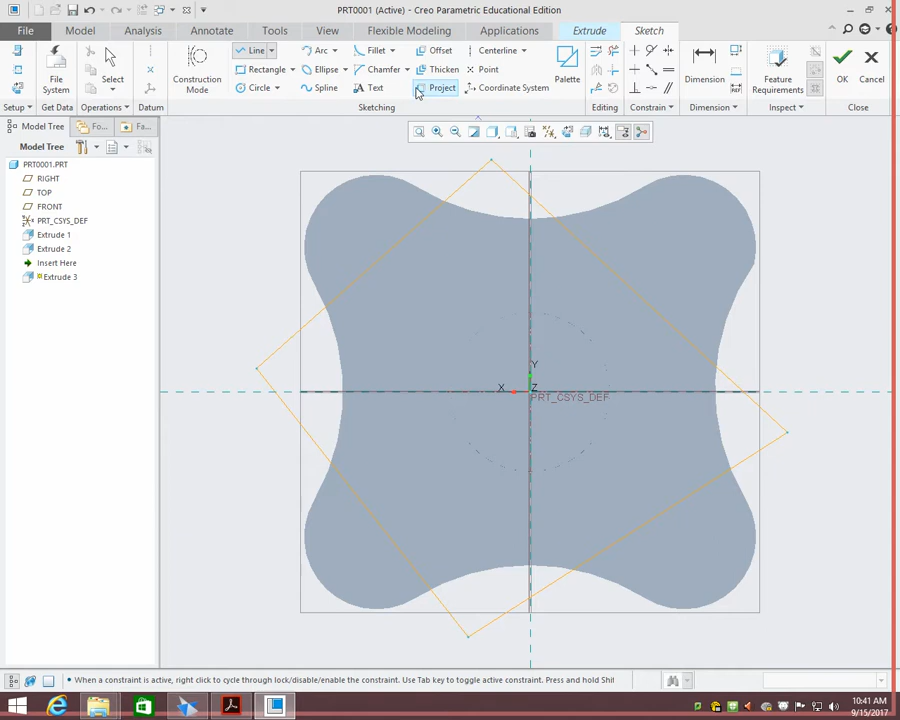 PRT0001 (Active) - Creo Parametric Educational Edition
File Model Analysis Annotate Tools View Flexible Modeling Applications Extrude Sketch
Line Arc Fillet Offset Centerline
Rectangle Ellipse Chamfer Thicken Point
Circle Spline Text Project Coordinate System
File System
Select
Construction Mode
Palette
Dimension
Feature Requirements
OK
Cancel
Setup Get Data Operations Datum Sketching Editing Constrain Dimension Inspect Close
Model Tree Fo... Fa...
Model Tree
PRT0001.PRT
RIGHT
TOP
FRONT
PRT_CSYS_DEF
Extrude 1
Extrude 2
Insert Here
Extrude 3
Y
X Z
PRT_CSYS_DEF
When a constraint is active, right click to cycle through lock/disable/enable the constraint. Use Tab key to toggle active constraint. Press and hold Shif
10:41 AM
9/15/2017